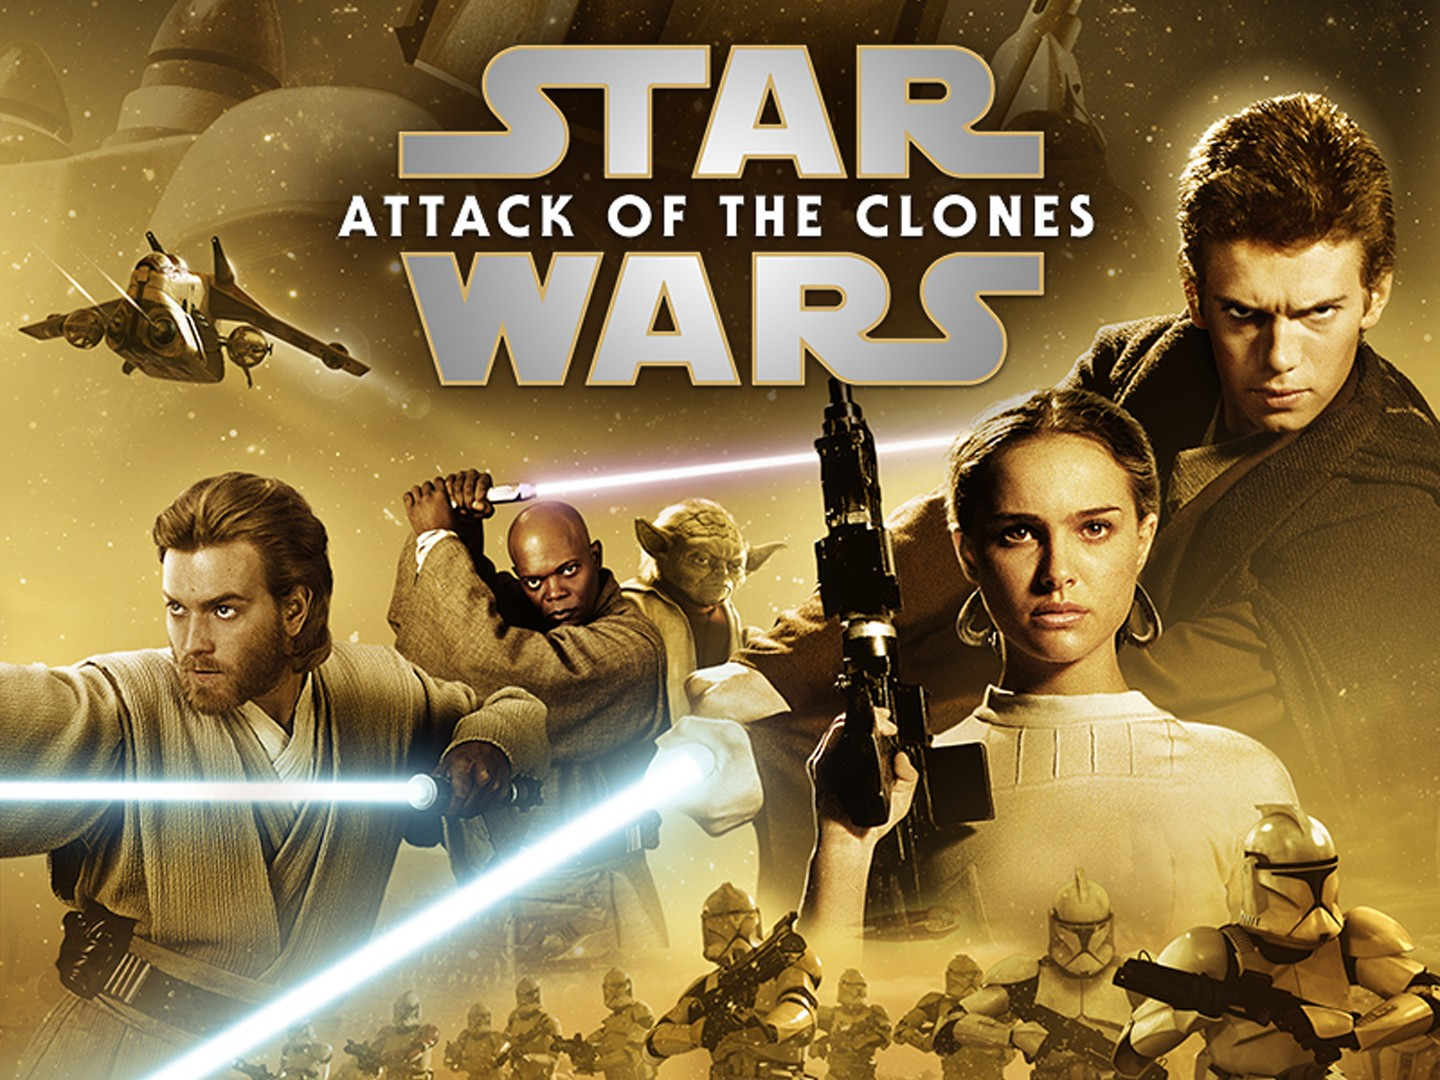 STAR
ATTACK OF THE CLONES
WARS